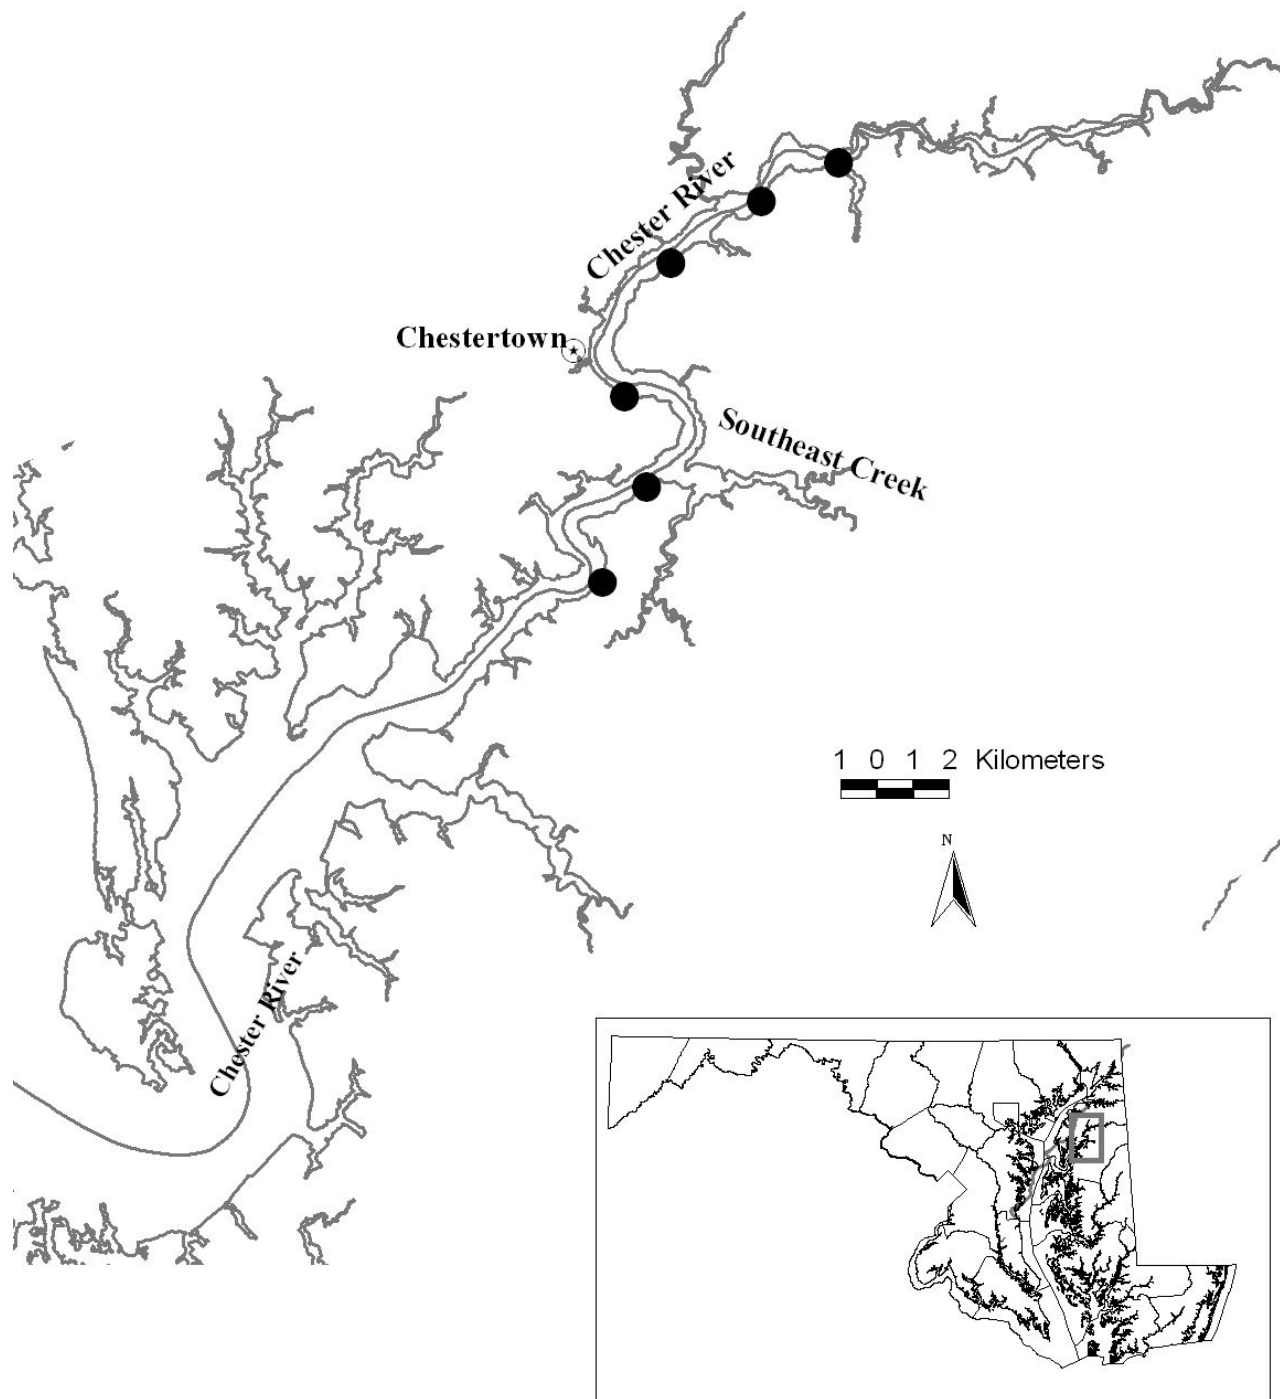 Chester River
Chestertown
Southeast Creek
1 0 1 2 Kilometers
N
Chester River